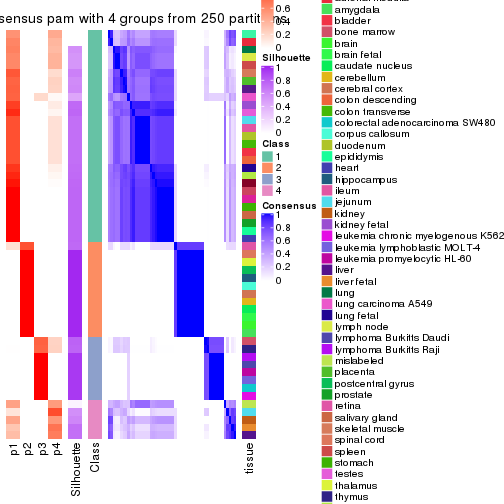 sensus pam with 4 groups from 250 partitions
0.6
0.4
0.2
0
Silhouette
1
0.8
0.6
0.4
0.2
0
Class
1
2
3
4
Consensus
1
0.8
0.6
0.4
0.2
0
amygdala
bladder
bone marrow
brain
brain fetal
caudate nucleus
cerebellum
cerebral cortex
colon descending
colon transverse
colorectal adenocarcinoma SW480
corpus callosum
duodenum
epididymis
heart
hippocampus
ileum
jejunum
kidney
kidney fetal
leukemia chronic myelogenous K562
leukemia lymphoblastic MOLT-4
leukemia promyelocytic HL-60
liver
liver fetal
lung
lung carcinoma A549
lung fetal
lymph node
lymphoma Burkitts Daudi
lymphoma Burkitts Raji
mislabeled
placenta
postcentral gyrus
prostate
retina
salivary gland
skeletal muscle
spinal cord
spleen
stomach
testes
thalamus
thymus
p1
p2
p3
p4
Silhouette
Class
tissue